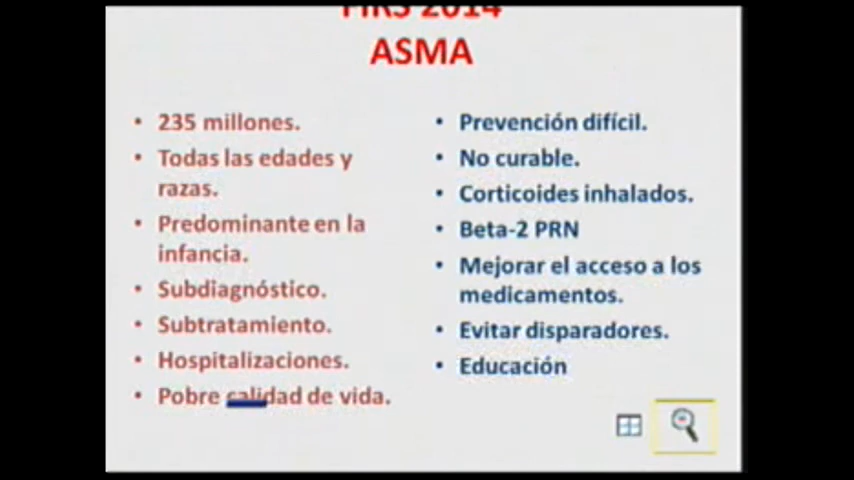 FIRS 2014
ASMA
• 235 millones.
• Todas las edades y
razas.
• Predominante en la
infancia.
• Subdiagnóstico.
• Subtratamiento.
• Hospitalizaciones.
• Pobre calidad de vida.
• Prevención difícil.
• No curable.
• Corticoides inhalados.
• Beta-2 PRN
• Mejorar el acceso a los
medicamentos.
• Evitar disparadores.
• Educación